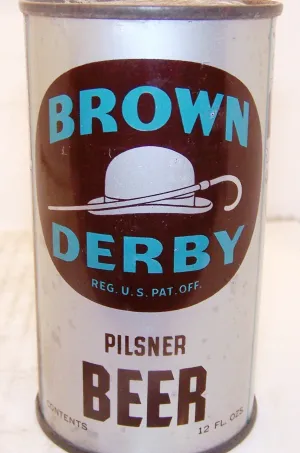 BROWN
DERBY
REG. U.S. PAT. OFF.
PILSNER
BEER
CONTENTS 12 FL. OZS.